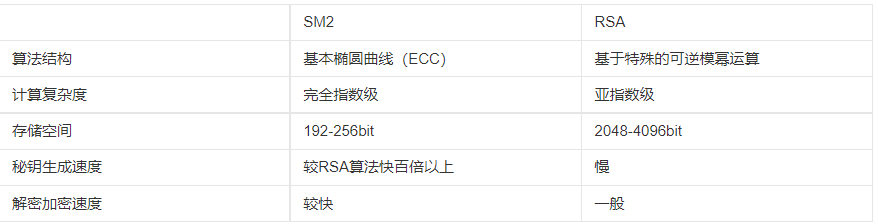 SM2 RSA
算法结构 基本椭圆曲线（ECC） 基于特殊的可逆模幂运算
计算复杂度 完全指数级 亚指数级
存储空间 192-256bit 2048-4096bit
秘钥生成速度 较RSA算法快百倍以上 慢
解密加密速度 较快 一般